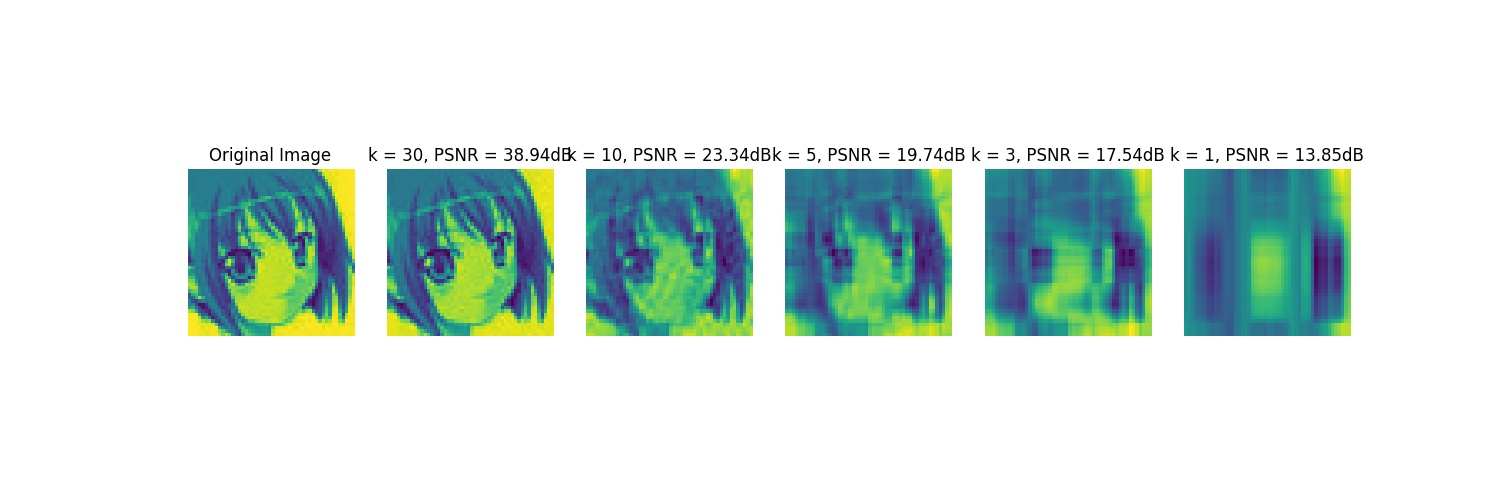 Original Image
k = 30, PSNR = 38.94dB
k = 10, PSNR = 23.34dB
k = 5, PSNR = 19.74dB
k = 3, PSNR = 17.54dB
k = 1, PSNR = 13.85dB